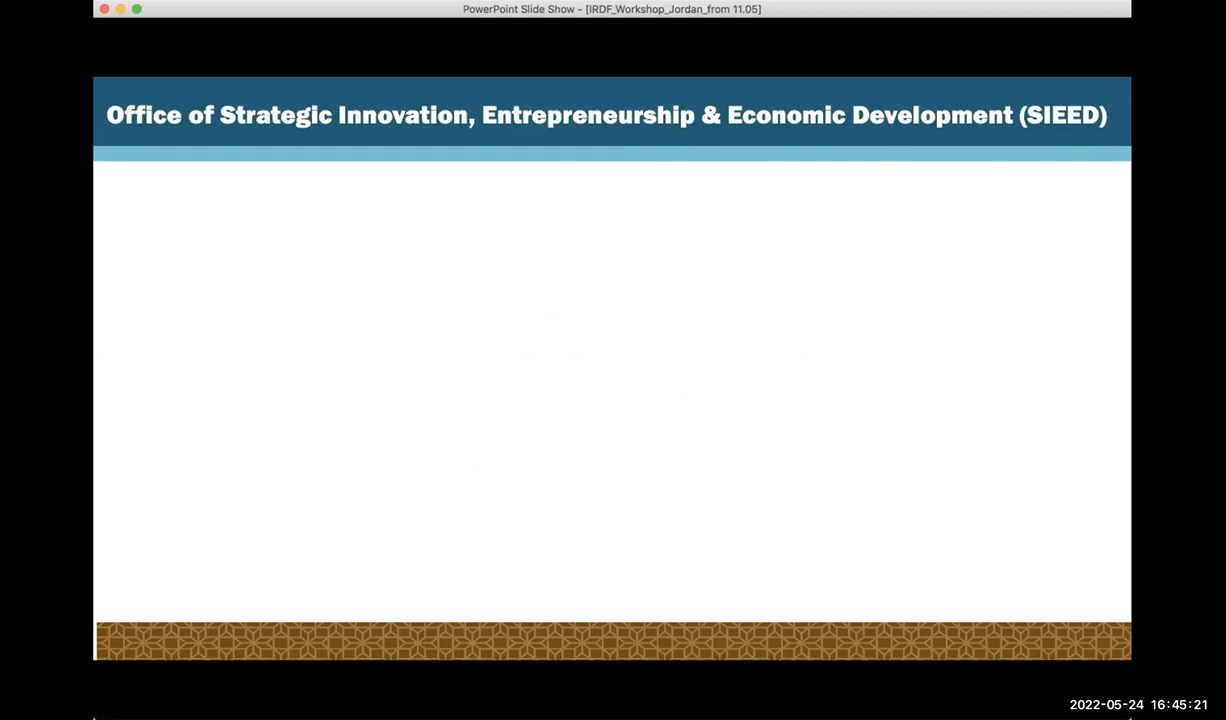 PowerPoint Slide Show - [IRDF_Workshop_Jordan_from 11.05]
Office of Strategic Innovation, Entrepreneurship & Economic Development (SIEED)
2022-05-24 16:45:21